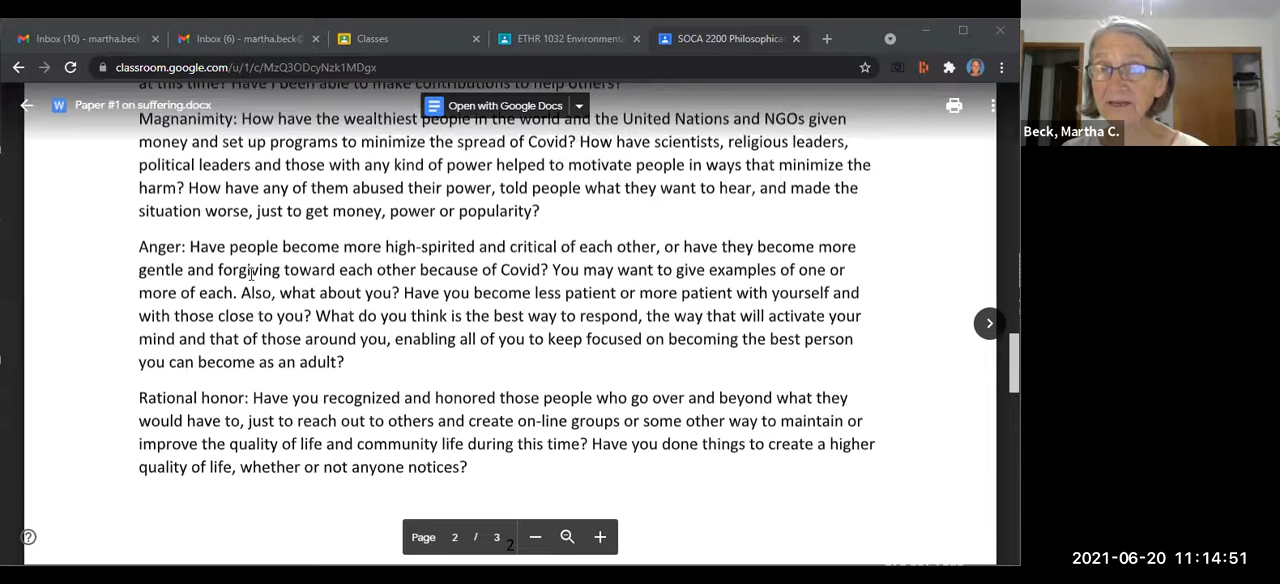 Inbox (10) - martha.beck
Inbox (6) - martha.beck@
Classes
ETHR 1032 Environment
SOCA 2200 Philosophica
classroom.google.com/u/1/c/MzQ3ODcyNzk1MDgx
at this time? Have I been able to make contributions to help others?
Paper #1 on suffering.docx
Open with Google Docs
Magnanimity: How have the wealthiest people in the world and the United Nations and NGOs given
money and set up programs to minimize the spread of Covid? How have scientists, religious leaders,
political leaders and those with any kind of power helped to motivate people in ways that minimize the
harm? How have any of them abused their power, told people what they want to hear, and made the
situation worse, just to get money, power or popularity?
Anger: Have people become more high-spirited and critical of each other, or have they become more
gentle and forgiving toward each other because of Covid? You may want to give examples of one or
more of each. Also, what about you? Have you become less patient or more patient with yourself and
with those close to you? What do you think is the best way to respond, the way that will activate your
mind and that of those around you, enabling all of you to keep focused on becoming the best person
you can become as an adult?
Rational honor: Have you recognized and honored those people who go over and beyond what they
would have to, just to reach out to others and create on-line groups or some other way to maintain or
improve the quality of life and community life during this time? Have you done things to create a higher
quality of life, whether or not anyone notices?
Page 2 / 3
2
Beck, Martha C.
2021-06-20 11:14:51